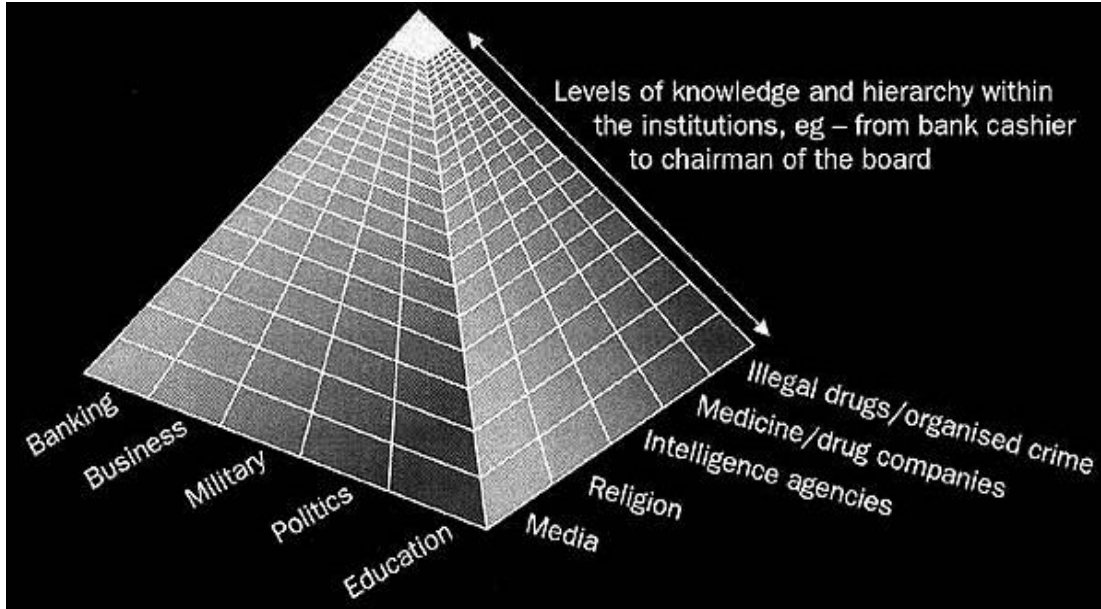 Levels of knowledge and hierarchy within
the institutions, eg – from bank cashier
to chairman of the board
Banking
Business
Military
Politics
Education
Media
Religion
Intelligence agencies
Medicine/drug companies
Illegal drugs/organised crime